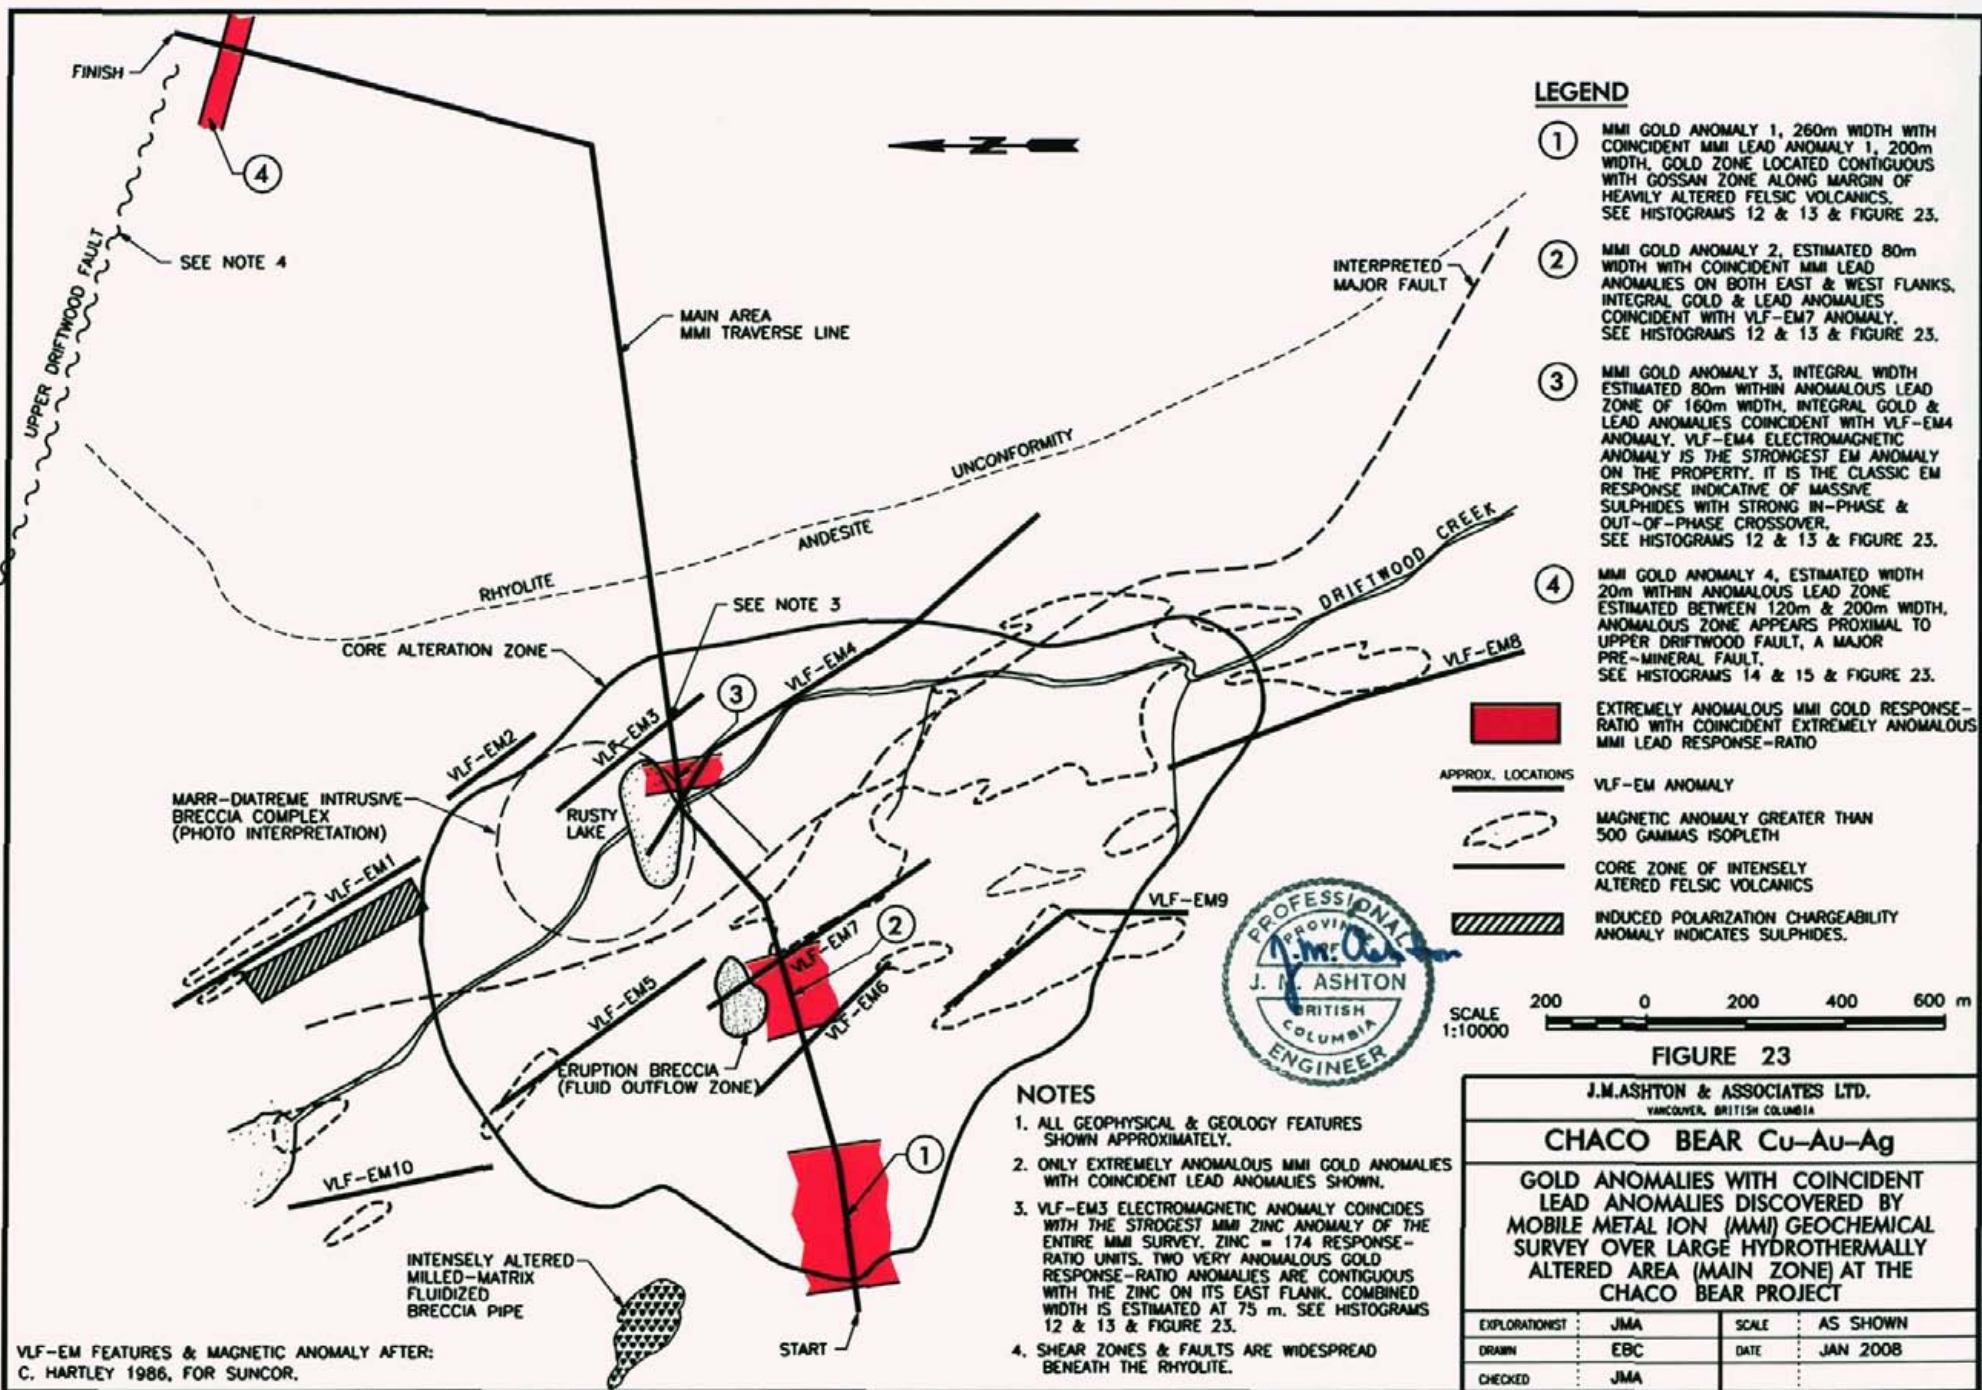 FINISH
4
SEE NOTE 4
UPPER DRIFTWOOD FAULT
Z
MAIN AREA
MMI TRAVERSE LINE
INTERPRETED
MAJOR FAULT
UNCONFORMITY
ANDESITE
RHYOLITE
SEE NOTE 3
CORE ALTERATION ZONE
DRIFTWOOD CREEK
VLF-EM4
VLF-EM8
3
VLF-EM3
VLF-EM2
MARR-DIATREME INTRUSIVE
BRECCIA COMPLEX
(PHOTO INTERPRETATION)
RUSTY
LAKE
VLF-EM1
VLF-EM9
2
VLF-EM7
VLF-EM5
VLF-EM6
ERUPTION BRECCIA
(FLUID OUTFLOW ZONE)
VLF-EM10
1
INTENSELY ALTERED
MILLED-MATRIX
FLUIDIZED
BRECCIA PIPE
START
VLF-EM FEATURES & MAGNETIC ANOMALY AFTER:
C. HARTLEY 1986, FOR SUNCOR.
LEGEND
1
MMI GOLD ANOMALY 1, 260m WIDTH WITH
COINCIDENT MMI LEAD ANOMALY 1, 200m
WIDTH. GOLD ZONE LOCATED CONTIGUOUS
WITH GOSSAN ZONE ALONG MARGIN OF
HEAVILY ALTERED FELSIC VOLCANICS.
SEE HISTOGRAMS 12 & 13 & FIGURE 23.
2
MMI GOLD ANOMALY 2, ESTIMATED 80m
WIDTH WITH COINCIDENT MMI LEAD
ANOMALIES ON BOTH EAST & WEST FLANKS.
INTEGRAL GOLD & LEAD ANOMALIES
COINCIDENT WITH VLF-EM7 ANOMALY.
SEE HISTOGRAMS 12 & 13 & FIGURE 23.
3
MMI GOLD ANOMALY 3, INTEGRAL WIDTH
ESTIMATED 80m WITHIN ANOMALOUS LEAD
ZONE OF 160m WIDTH. INTEGRAL GOLD &
LEAD ANOMALIES COINCIDENT WITH VLF-EM4
ANOMALY. VLF-EM4 ELECTROMAGNETIC
ANOMALY IS THE STRONGEST EM ANOMALY
ON THE PROPERTY. IT IS THE CLASSIC EM
RESPONSE INDICATIVE OF MASSIVE
SULPHIDES WITH STRONG IN-PHASE &
OUT-OF-PHASE CROSSOVER.
SEE HISTOGRAMS 12 & 13 & FIGURE 23.
4
MMI GOLD ANOMALY 4, ESTIMATED WIDTH
20m WITHIN ANOMALOUS LEAD ZONE
ESTIMATED BETWEEN 120m & 200m WIDTH.
ANOMALOUS ZONE APPEARS PROXIMAL TO
UPPER DRIFTWOOD FAULT, A MAJOR
PRE-MINERAL FAULT.
SEE HISTOGRAMS 14 & 15 & FIGURE 23.
EXTREMELY ANOMALOUS MMI GOLD RESPONSE-
RATIO WITH COINCIDENT EXTREMELY ANOMALOUS
MMI LEAD RESPONSE-RATIO
APPROX. LOCATIONS
VLF-EM ANOMALY
MAGNETIC ANOMALY GREATER THAN
500 GAMMAS ISOPLETH
CORE ZONE OF INTENSELY
ALTERED FELSIC VOLCANICS
INDUCED POLARIZATION CHARGEABILITY
ANOMALY INDICATES SULPHIDES.
PROFESSIONAL
PROVINCE
OF
J. M. Ashton
J. M. ASHTON
BRITISH
COLUMBIA
ENGINEER
SCALE
1:10000
200 0 200 400 600 m
NOTES
1. ALL GEOPHYSICAL & GEOLOGY FEATURES
SHOWN APPROXIMATELY.
2. ONLY EXTREMELY ANOMALOUS MMI GOLD ANOMALIES
WITH COINCIDENT LEAD ANOMALIES SHOWN.
3. VLF-EM3 ELECTROMAGNETIC ANOMALY COINCIDES
WITH THE STROGEST MMI ZINC ANOMALY OF THE
ENTIRE MMI SURVEY. ZINC = 174 RESPONSE-
RATIO UNITS. TWO VERY ANOMALOUS GOLD
RESPONSE-RATIO ANOMALIES ARE CONTIGUOUS
WITH THE ZINC ON ITS EAST FLANK. COMBINED
WIDTH IS ESTIMATED AT 75 m. SEE HISTOGRAMS
12 & 13 & FIGURE 23.
4. SHEAR ZONES & FAULTS ARE WIDESPREAD
BENEATH THE RHYOLITE.
FIGURE 23
J.M.ASHTON & ASSOCIATES LTD.
VANCOUVER, BRITISH COLUMBIA
CHACO BEAR Cu-Au-Ag
GOLD ANOMALIES WITH COINCIDENT
LEAD ANOMALIES DISCOVERED BY
MOBILE METAL ION (MMI) GEOCHEMICAL
SURVEY OVER LARGE HYDROTHERMALLY
ALTERED AREA (MAIN ZONE) AT THE
CHACO BEAR PROJECT
EXPLORATIONIST JMA SCALE AS SHOWN
DRAWN EBC DATE JAN 2008
CHECKED JMA